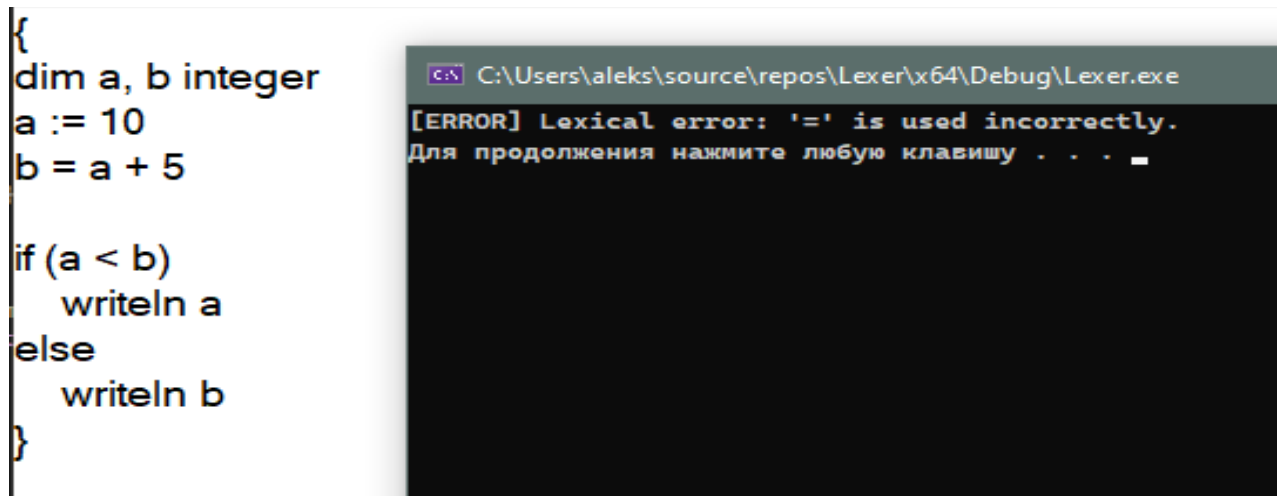 {
dim a, b integer
a := 10
b = a + 5
if (a < b)
writeln a
else
writeln b
}
C:\Users\aleks\source\repos\Lexer\x64\Debug\Lexer.exe
[ERROR] Lexical error: '=' is used incorrectly.
Для продолжения нажмите любую клавишу . . .